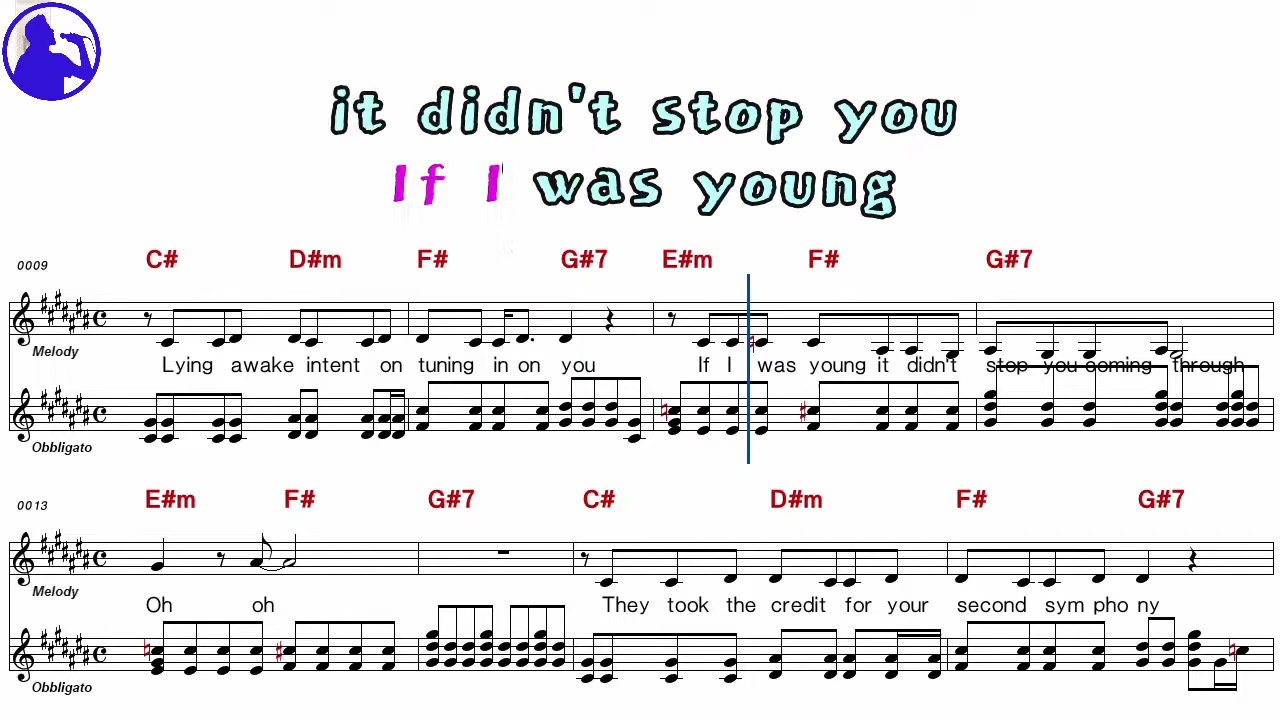 it didn't stop you
If I was young
0009 C# D#m F# G#7 E#m F# G#7
Melody
Lying awake intent on tuning in on you If I was young it didn't stop you coming through
Obbligato
0013 E#m F# G#7 C# D#m F# G#7
Melody
Oh oh They took the credit for your second sym pho ny
Obbligato